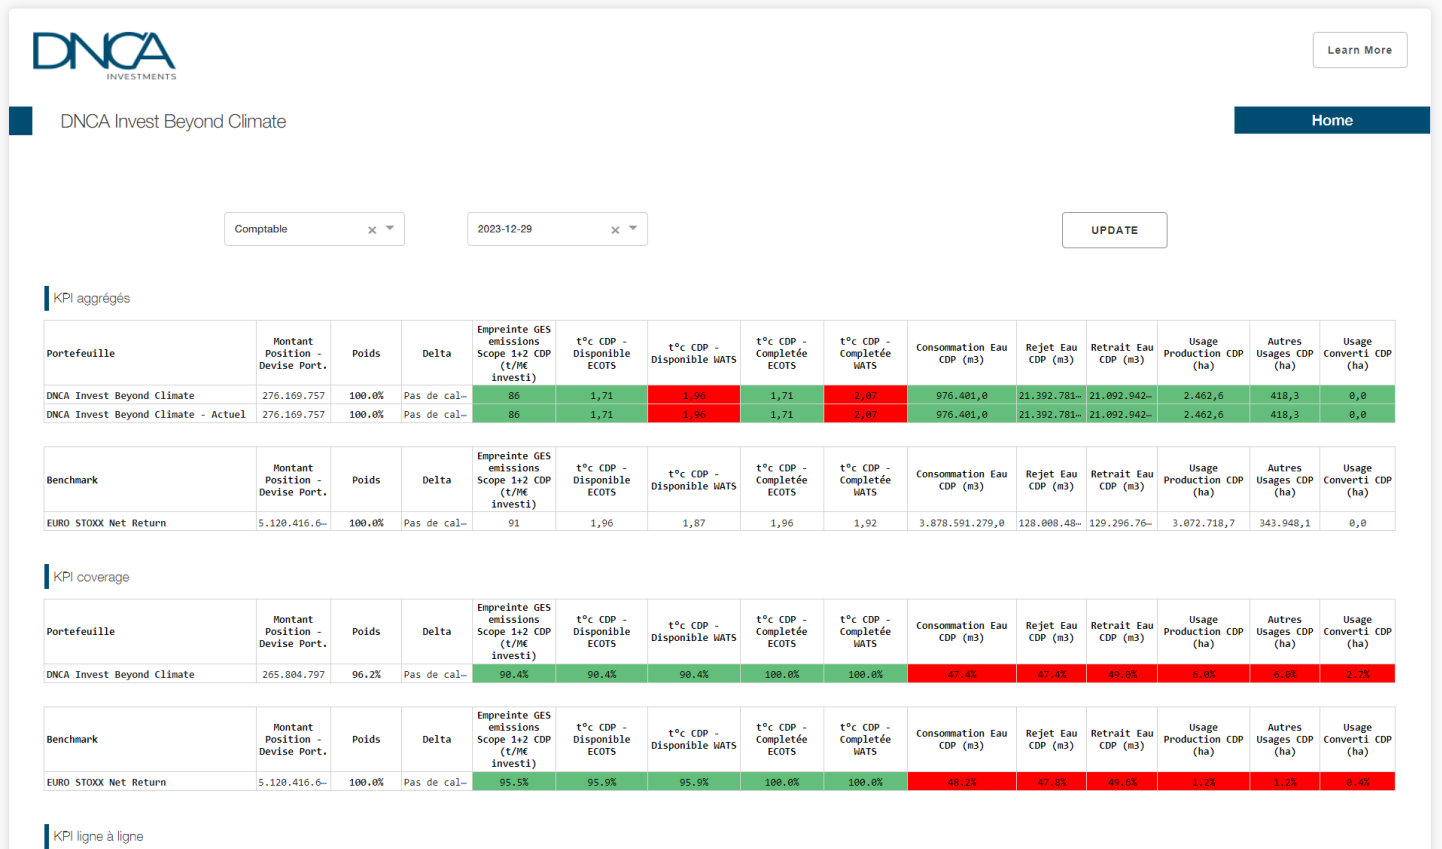 DNCA
INVESTMENTS
Learn More
DNCA Invest Beyond Climate
Home
Comptable × 2023-12-29 ×
UPDATE
KPI aggrégés
Portefeuille | Montant Position - Devise Port. | Poids | Delta | Empreinte GES emissions Scope 1+2 CDP (t/M€ investi) | t°c CDP - Disponible ECOTS | t°c CDP - Disponible WATS | t°c CDP - Completée ECOTS | t°c CDP - Completée WATS | Consommation Eau CDP (m3) | Rejet Eau CDP (m3) | Retrait Eau CDP (m3) | Usage Production CDP (ha) | Autres Usages CDP (ha) | Usage Converti CDP (ha)
DNCA Invest Beyond Climate | 276.169.757 | 100.0% | Pas de cal… | 86 | 1,71 | 1,96 | 1,71 | 2,07 | 976.401,0 | 21.392.781… | 21.092.942… | 2.462,6 | 418,3 | 0,0
DNCA Invest Beyond Climate - Actuel | 276.169.757 | 100.0% | Pas de cal… | 86 | 1,71 | 1,96 | 1,71 | 2,07 | 976.401,0 | 21.392.781… | 21.092.942… | 2.462,6 | 418,3 | 0,0
Benchmark | Montant Position - Devise Port. | Poids | Delta | Empreinte GES emissions Scope 1+2 CDP (t/M€ investi) | t°c CDP - Disponible ECOTS | t°c CDP - Disponible WATS | t°c CDP - Completée ECOTS | t°c CDP - Completée WATS | Consommation Eau CDP (m3) | Rejet Eau CDP (m3) | Retrait Eau CDP (m3) | Usage Production CDP (ha) | Autres Usages CDP (ha) | Usage Converti CDP (ha)
EURO STOXX Net Return | 5.120.416.6… | 100.0% | Pas de cal… | 91 | 1,96 | 1,87 | 1,96 | 1,92 | 3.878.591.279,0 | 128.008.48… | 129.296.76… | 3.072.718,7 | 343.948,1 | 0,0
KPI coverage
Portefeuille | Montant Position - Devise Port. | Poids | Delta | Empreinte GES emissions Scope 1+2 CDP (t/M€ investi) | t°c CDP - Disponible ECOTS | t°c CDP - Disponible WATS | t°c CDP - Completée ECOTS | t°c CDP - Completée WATS | Consommation Eau CDP (m3) | Rejet Eau CDP (m3) | Retrait Eau CDP (m3) | Usage Production CDP (ha) | Autres Usages CDP (ha) | Usage Converti CDP (ha)
DNCA Invest Beyond Climate | 265.804.797 | 96.2% | Pas de cal… | 90.4% | 90.4% | 90.4% | 100.0% | 100.0% | 47.4% | 47.4% | 49.0% | 6.0% | 6.0% | 2.7%
Benchmark | Montant Position - Devise Port. | Poids | Delta | Empreinte GES emissions Scope 1+2 CDP (t/M€ investi) | t°c CDP - Disponible ECOTS | t°c CDP - Disponible WATS | t°c CDP - Completée ECOTS | t°c CDP - Completée WATS | Consommation Eau CDP (m3) | Rejet Eau CDP (m3) | Retrait Eau CDP (m3) | Usage Production CDP (ha) | Autres Usages CDP (ha) | Usage Converti CDP (ha)
EURO STOXX Net Return | 5.120.416.6… | 100.0% | Pas de cal… | 95.5% | 95.9% | 95.9% | 100.0% | 100.0% | 48.2% | 47.8% | 49.6% | 1.2% | 1.2% | 0.4%
KPI ligne à ligne